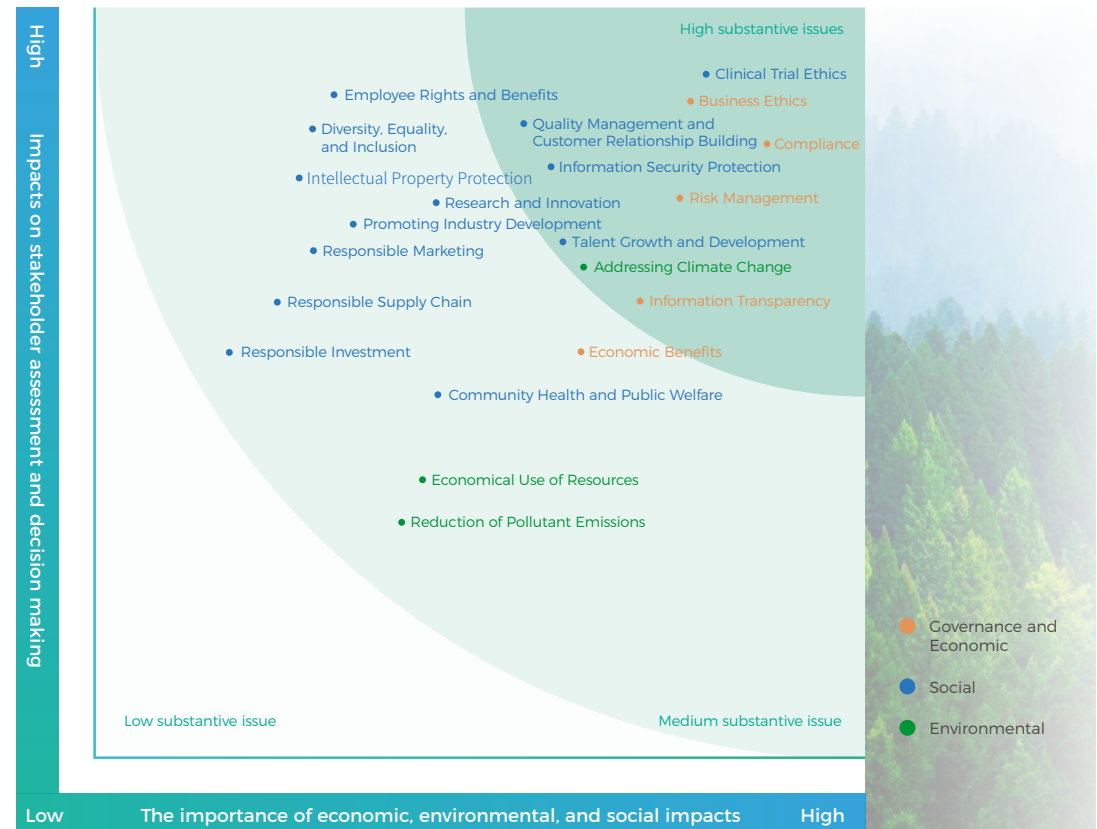 High
Impacts on stakeholder assessment and decision making
High substantive issues
Clinical Trial Ethics
Employee Rights and Benefits
Business Ethics
Diversity, Equality,
and Inclusion
Quality Management and
Customer Relationship Building
Compliance
Information Security Protection
Intellectual Property Protection
Risk Management
Research and Innovation
Promoting Industry Development
Talent Growth and Development
Responsible Marketing
Addressing Climate Change
Responsible Supply Chain
Information Transparency
Responsible Investment
Economic Benefits
Community Health and Public Welfare
Economical Use of Resources
Reduction of Pollutant Emissions
Governance and
Economic
Social
Environmental
Low substantive issue
Medium substantive issue
Low
The importance of economic, environmental, and social impacts
High